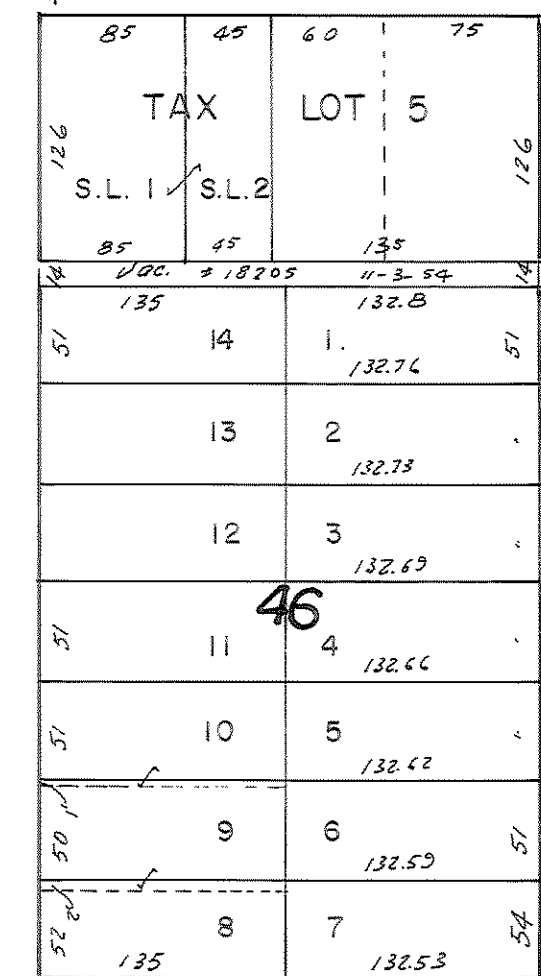 85 45 60 75
TAX LOT 5
126 126
S.L. 1 S.L. 2
85 45 135
14 Vac. # 18205 11-3-54 14
135 132.8
51 14 1. 51
132.76
13 2 "
132.73
12 3 "
132.69
46
51 11 4 "
132.66
51 10 5 "
132.62
1
50 9 6 51
132.59
2
52 8 7 54
135 132.53